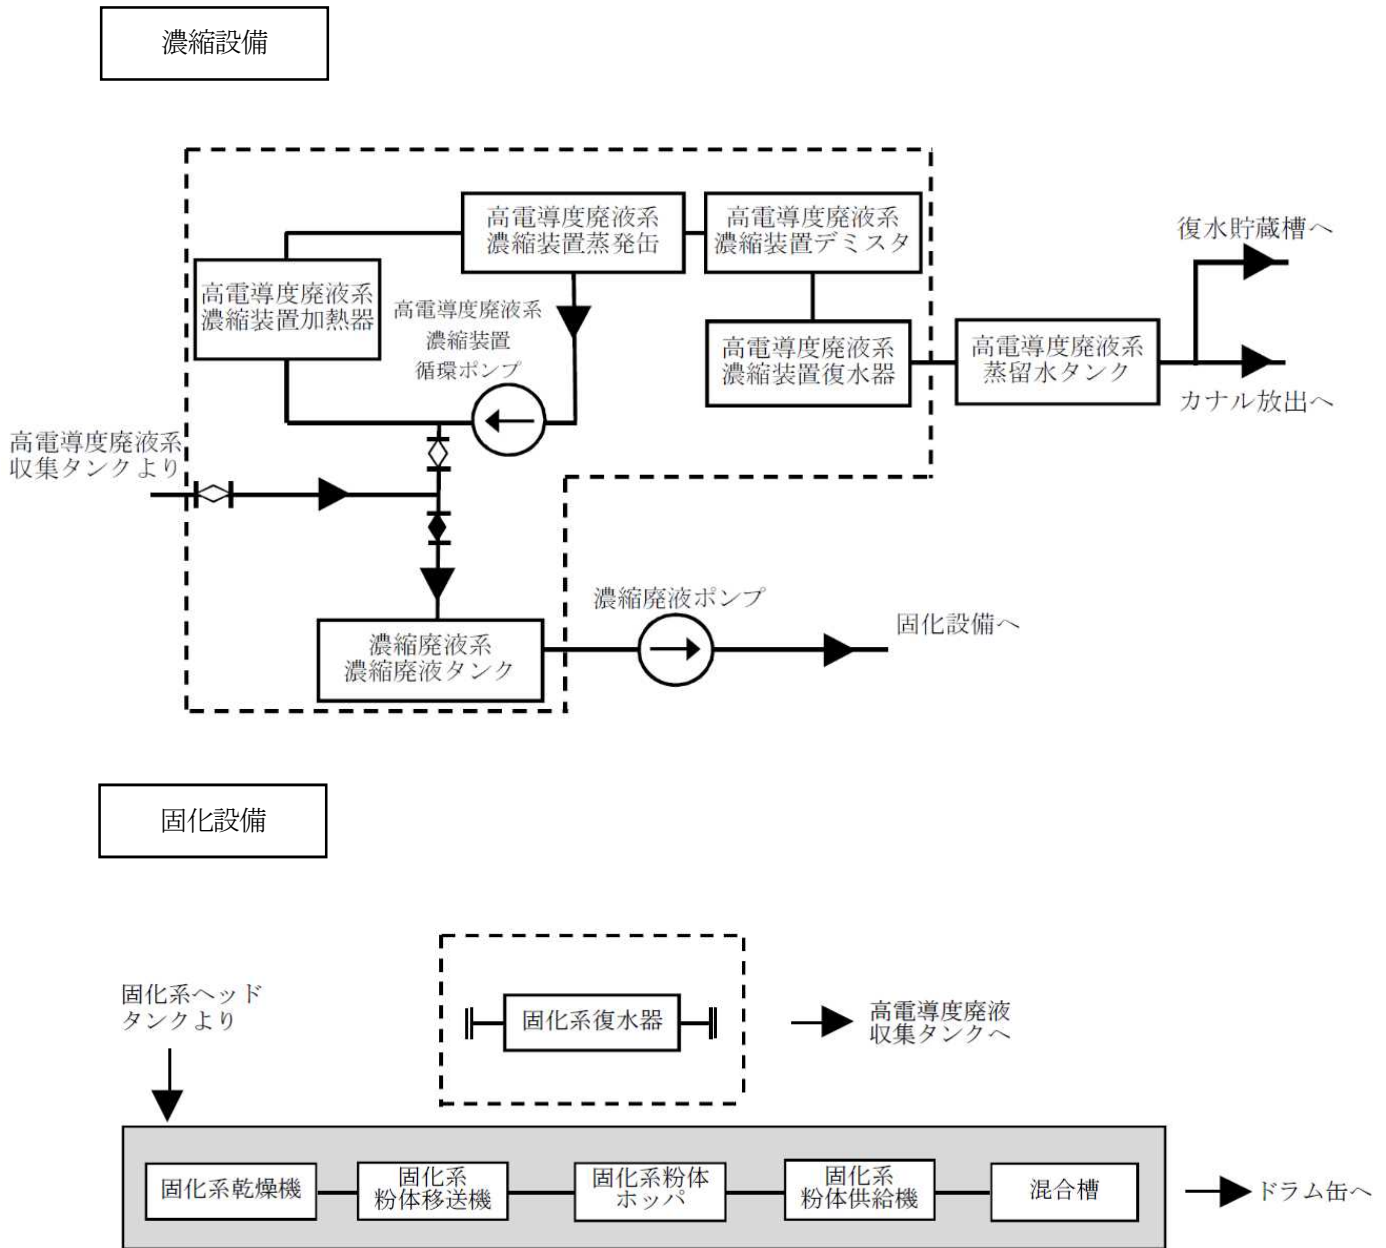 濃縮設備
高電導度廃液系
濃縮装置蒸発缶
高電導度廃液系
濃縮装置デミスタ
復水貯蔵槽へ
高電導度廃液系
濃縮装置加熱器
高電導度廃液系
濃縮装置
循環ポンプ
高電導度廃液系
濃縮装置復水器
高電導度廃液系
蒸留水タンク
カナル放出へ
高電導度廃液系
収集タンクより
濃縮廃液ポンプ
固化設備へ
濃縮廃液系
濃縮廃液タンク
固化設備
固化系ヘッド
タンクより
固化系復水器
高電導度廃液
収集タンクへ
固化系乾燥機
固化系
粉体移送機
固化系粉体
ホッパ
固化系
粉体供給機
混合槽
ドラム缶へ